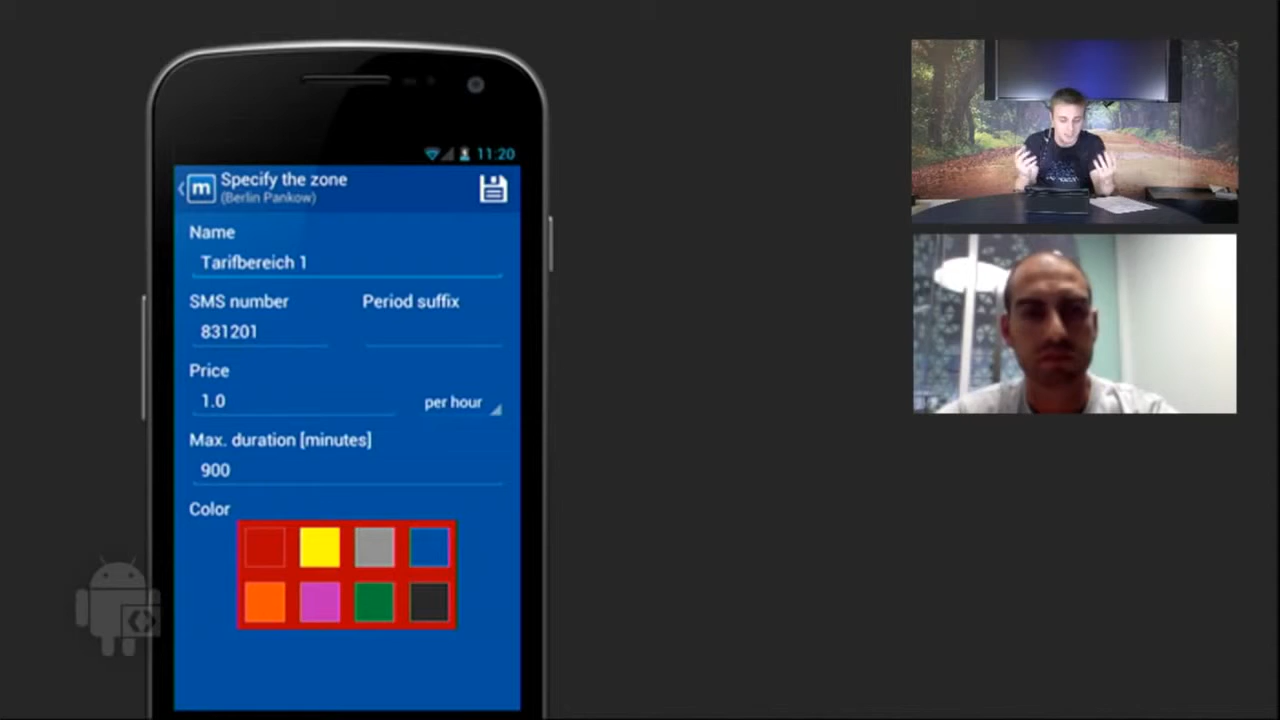 11:20
m
Specify the zone
(Berlin Pankow)
Name
Tarifbereich 1
SMS number
Period suffix
831201
Price
1.0
per hour
Max. duration [minutes]
900
Color